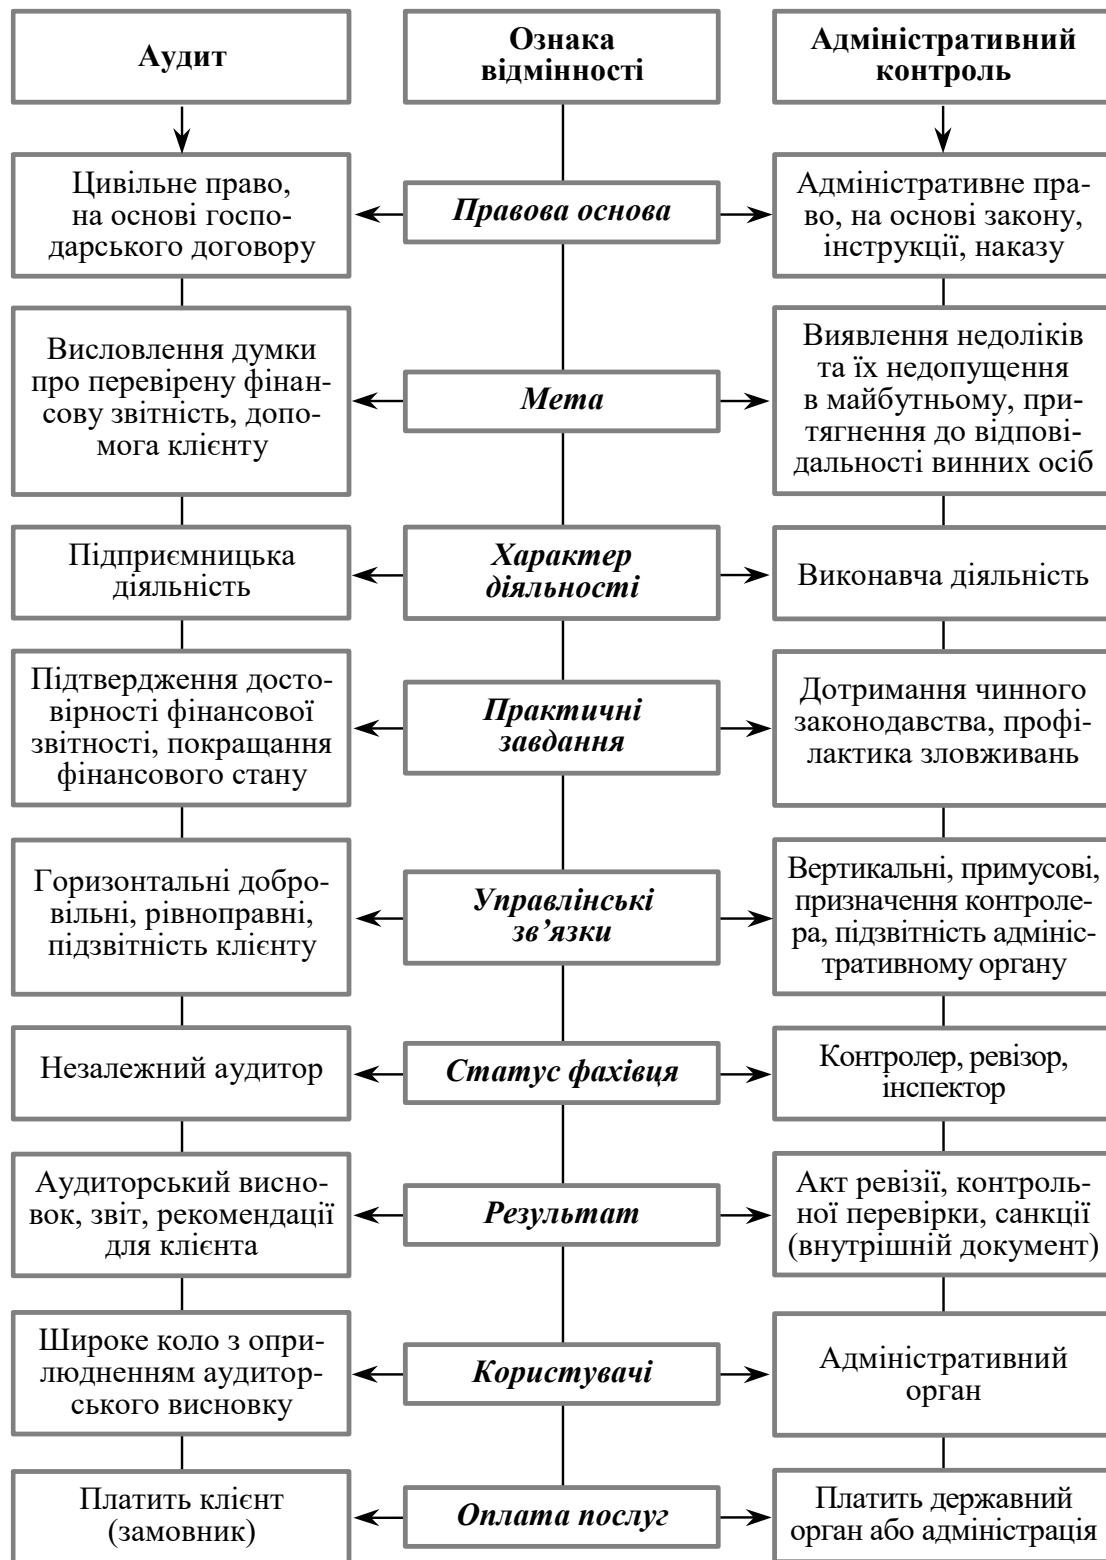 Аудит
Ознака
відмінності
Адміністративний
контроль
Цивільне право,
на основі госпо-
дарського договору
Правова основа
Адміністративне пра-
во, на основі закону,
інструкції, наказу
Висловлення думки
про перевірену фінан-
сову звітність, допо-
мога клієнту
Мета
Виявлення недоліків
та їх недопущення
в майбутньому, при-
тягнення до відпові-
дальності винних осіб
Підприємницька
діяльність
Характер
діяльності
Виконавча діяльність
Підтвердження досто-
вірності фінансової
звітності, покращання
фінансового стану
Практичні
завдання
Дотримання чинного
законодавства, профі-
лактика зловживань
Горизонтальні добро-
вільні, рівноправні,
підзвітність клієнту
Управлінські
зв’язки
Вертикальні, примусові,
призначення контроле-
ра, підзвітність адмініс-
тративному органу
Незалежний аудитор
Статус фахівця
Контролер, ревізор,
інспектор
Аудиторський висно-
вок, звіт, рекомендації
для клієнта
Результат
Акт ревізії, контроль-
ної перевірки, санкції
(внутрішній документ)
Широке коло з опри-
людненням аудитор-
ського висновку
Користувачі
Адміністративний
орган
Платить клієнт
(замовник)
Оплата послуг
Платить державний
орган або адміністрація